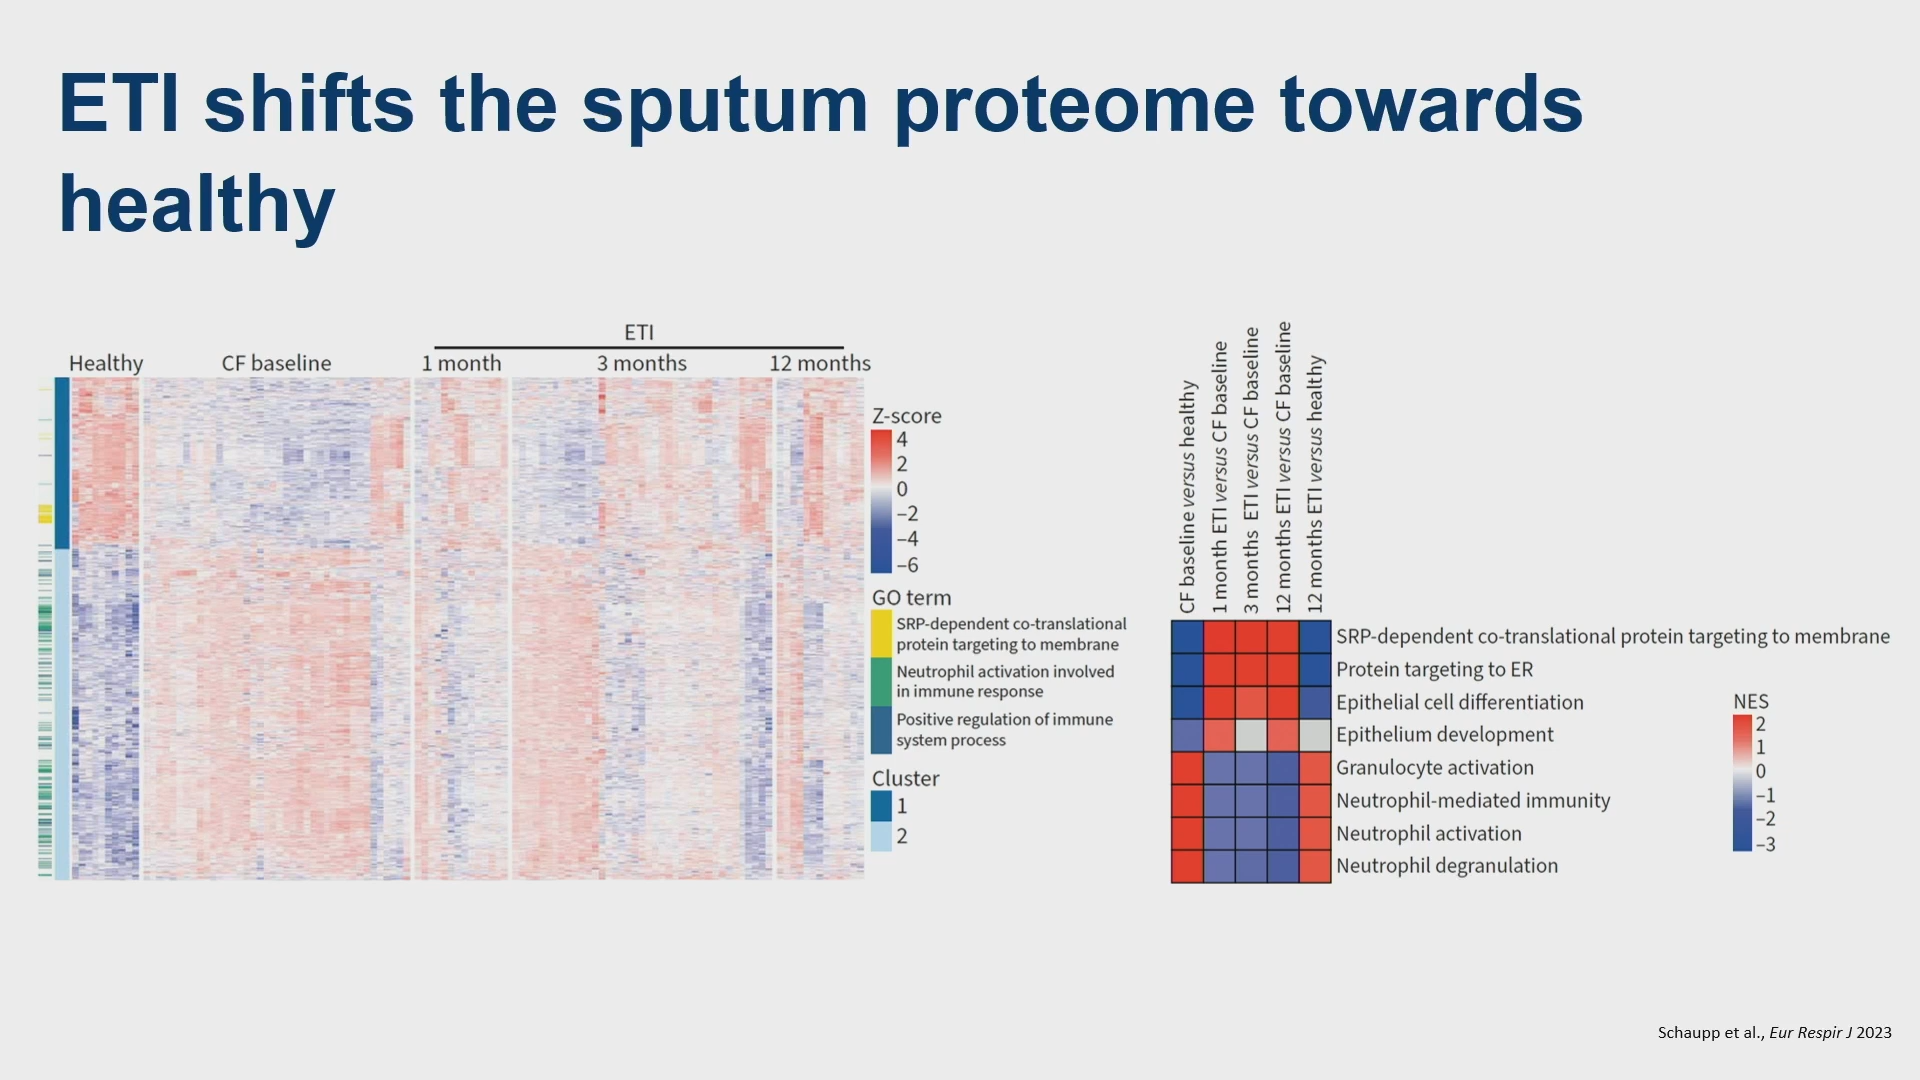 ETI shifts the sputum proteome towards
healthy
ETI
Healthy
CF baseline
1 month
3 months
12 months
Z-score
4
2
0
–2
–4
–6
GO term
SRP-dependent co-translational
protein targeting to membrane
Neutrophil activation involved
in immune response
Positive regulation of immune
system process
Cluster
1
2
CF baseline versus healthy
1 month ETI versus CF baseline
3 months ETI versus CF baseline
12 months ETI versus CF baseline
12 months ETI versus healthy
SRP-dependent co-translational protein targeting to membrane
Protein targeting to ER
Epithelial cell differentiation
Epithelium development
Granulocyte activation
Neutrophil-mediated immunity
Neutrophil activation
Neutrophil degranulation
NES
2
1
0
–1
–2
–3
Schaupp et al., Eur Respir J 2023